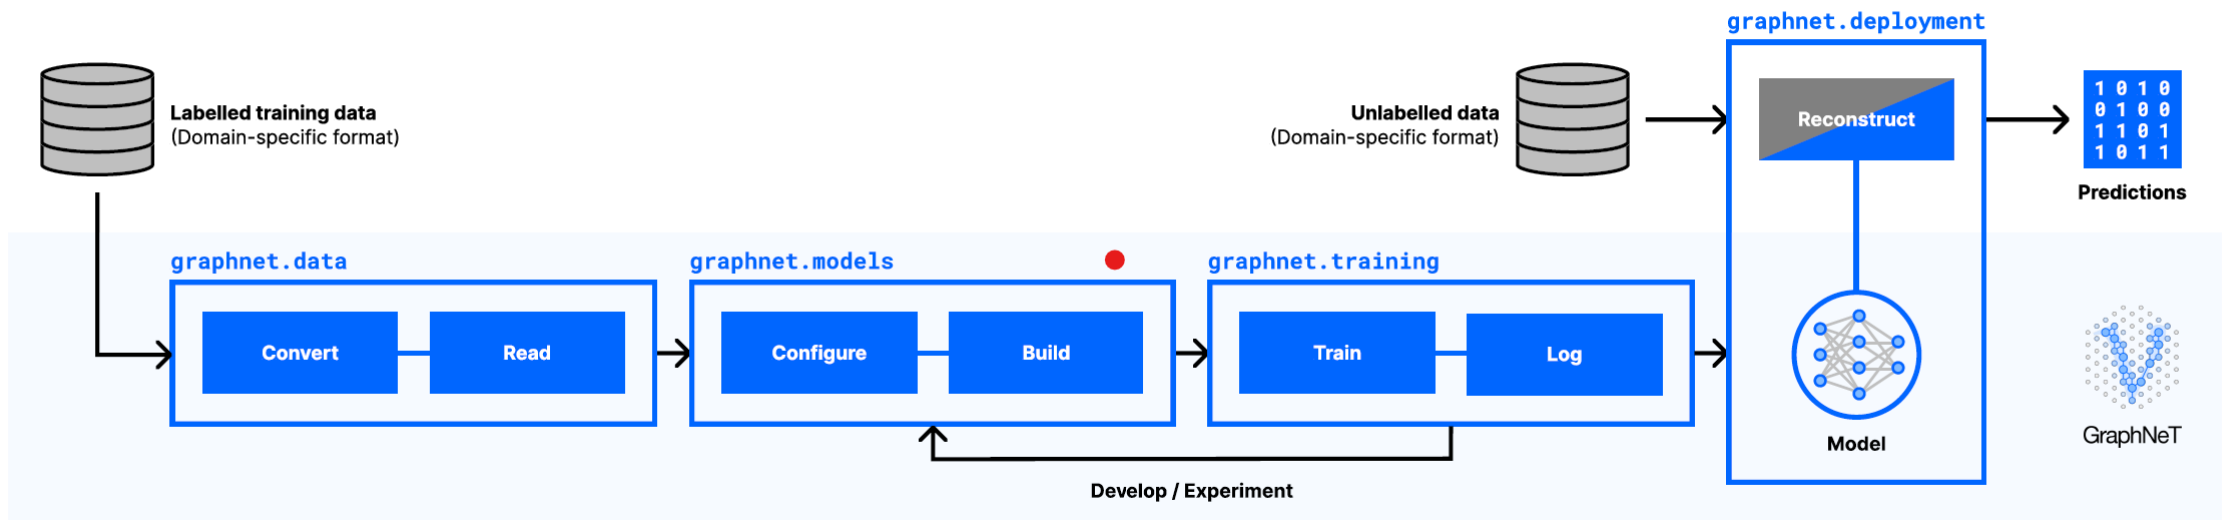 graphnet.deployment
Labelled training data
(Domain-specific format)
Unlabelled data
(Domain-specific format)
Reconstruct
1 0 1 0
0 1 0 0
1 1 0 1
1 0 1 1
Predictions
graphnet.data
Convert
Read
graphnet.models
Configure
Build
graphnet.training
Train
Log
Model
GraphNeT
Develop / Experiment